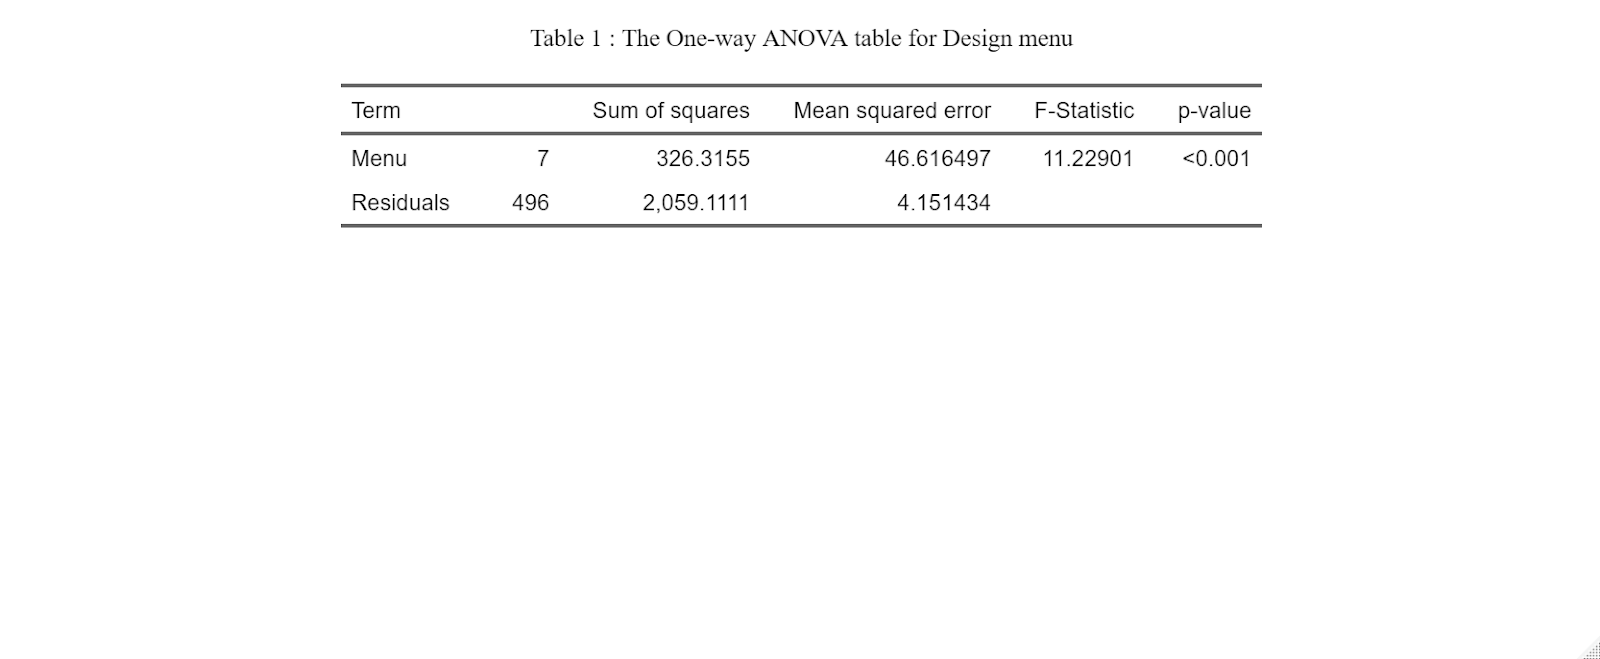 Table 1 : The One-way ANOVA table for Design menu
Term Sum of squares Mean squared error F-Statistic p-value
Menu 7 326.3155 46.616497 11.22901 <0.001
Residuals 496 2,059.1111 4.151434